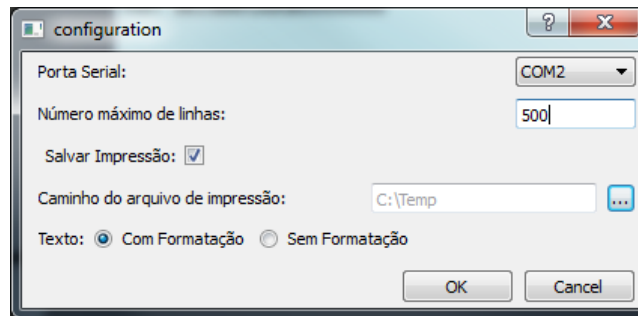 configuration
Porta Serial: COM2
Número máximo de linhas: 500
Salvar Impressão:
Caminho do arquivo de impressão: C:\Temp ...
Texto: Com Formatação Sem Formatação
OK Cancel